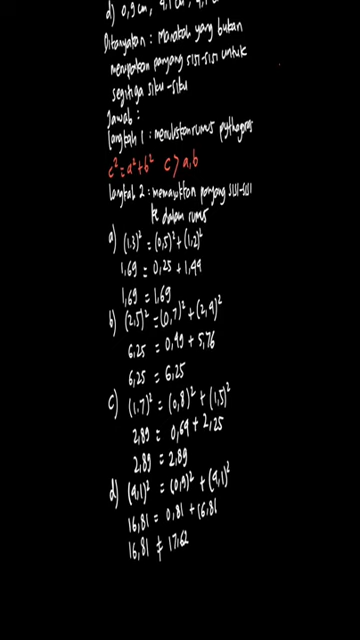 d) 0,9 cm, 4,1 cm, 4,1
Ditanyakan : Manakah yang bukan
merupakan panjang sisi-sisi untuk
segitiga siku-siku
Jawab :
Langkah 1 : menuliskan rumus pythagoras
c² = a² + b² c > a, b
Langkah 2 : memasukkan panjang sisi-sisi
ke dalam rumus
a) (1,3)² = (0,5)² + (1,2)²
1,69 = 0,25 + 1,44
1,69 = 1,69
b) (2,5)² = (0,7)² + (2,4)²
6,25 = 0,49 + 5,76
6,25 = 6,25
c) (1,7)² = (0,8)² + (1,5)²
2,89 = 0,64 + 2,25
2,89 = 2,89
d) (4,1)² = (0,9)² + (4,1)²
16,81 = 0,81 + 16,81
16,81 ≠ 17,62